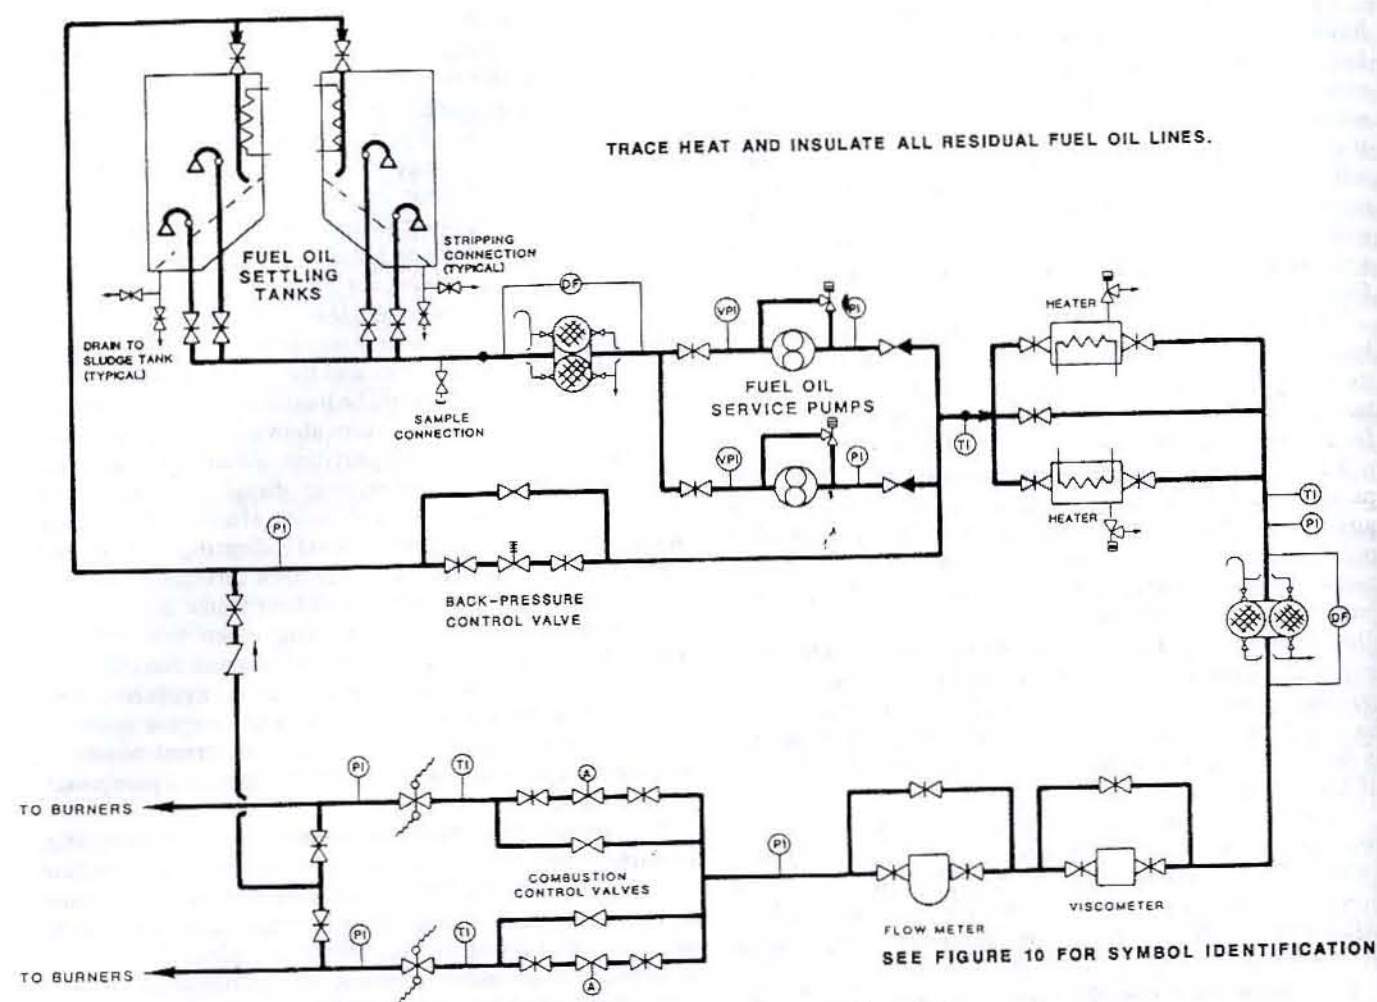 TRACE HEAT AND INSULATE ALL RESIDUAL FUEL OIL LINES.
FUEL OIL
SETTLING
TANKS
STRIPPING
CONNECTION
(TYPICAL)
DRAIN TO
SLUDGE TANK
(TYPICAL)
DF
SAMPLE
CONNECTION
VPI
PI
FUEL OIL
SERVICE PUMPS
VPI
PI
HEATER
TI
HEATER
TI
PI
DF
PI
BACK-PRESSURE
CONTROL VALVE
TO BURNERS
PI
TI
A
COMBUSTION
CONTROL VALVES
PI
FLOW METER
VISCOMETER
TO BURNERS
PI
TI
A
SEE FIGURE 10 FOR SYMBOL IDENTIFICATION